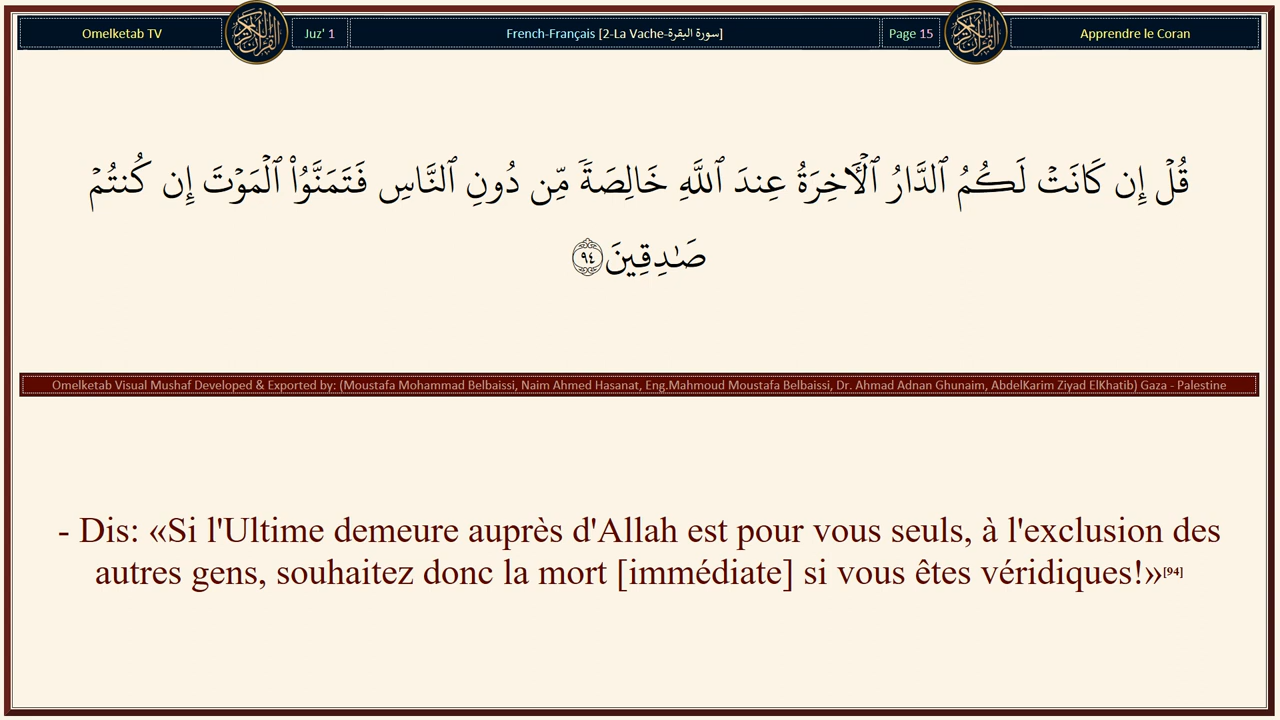 Omelketab TV
Juz' 1
French-Français [2-La Vache-سورة البقرة]
Page 15
Apprendre le Coran
قُلۡ إِن كَانَتۡ لَكُمُ ٱلدَّارُ ٱلۡأٓخِرَةُ عِندَ ٱللَّهِ خَالِصَةٗ مِّن دُونِ ٱلنَّاسِ فَتَمَنَّوُاْ ٱلۡمَوۡتَ إِن كُنتُمۡ
صَٰدِقِينَ ٩٤
Omelketab Visual Mushaf Developed & Exported by: (Moustafa Mohammad Belbaissi, Naim Ahmed Hasanat, Eng.Mahmoud Moustafa Belbaissi, Dr. Ahmad Adnan Ghunaim, AbdelKarim Ziyad ElKhatib) Gaza - Palestine
- Dis: «Si l'Ultime demeure auprès d'Allah est pour vous seuls, à l'exclusion des
autres gens, souhaitez donc la mort [immédiate] si vous êtes véridiques!»[94]